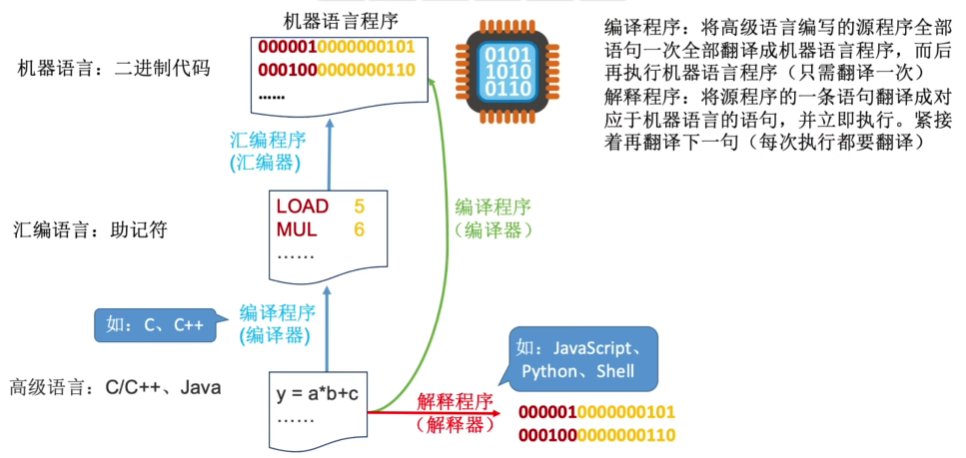 机器语言程序
0000010000000101
0001000000000110
......
机器语言：二进制代码
0101
1010
0110
编译程序：将高级语言编写的源程序全部
语句一次全部翻译成机器语言程序，而后
再执行机器语言程序（只需翻译一次）
解释程序：将源程序的一条语句翻译成对
应于机器语言的语句，并立即执行。紧接
着再翻译下一句（每次执行都要翻译）
汇编程序
(汇编器)
汇编语言：助记符
LOAD 5
MUL 6
……
编译程序
（编译器）
如：C、C++
编译程序
(编译器)
高级语言：C/C++、Java
y = a*b+c
……
如：JavaScript、
Python、Shell
解释程序
（解释器）
0000010000000101
0001000000000110